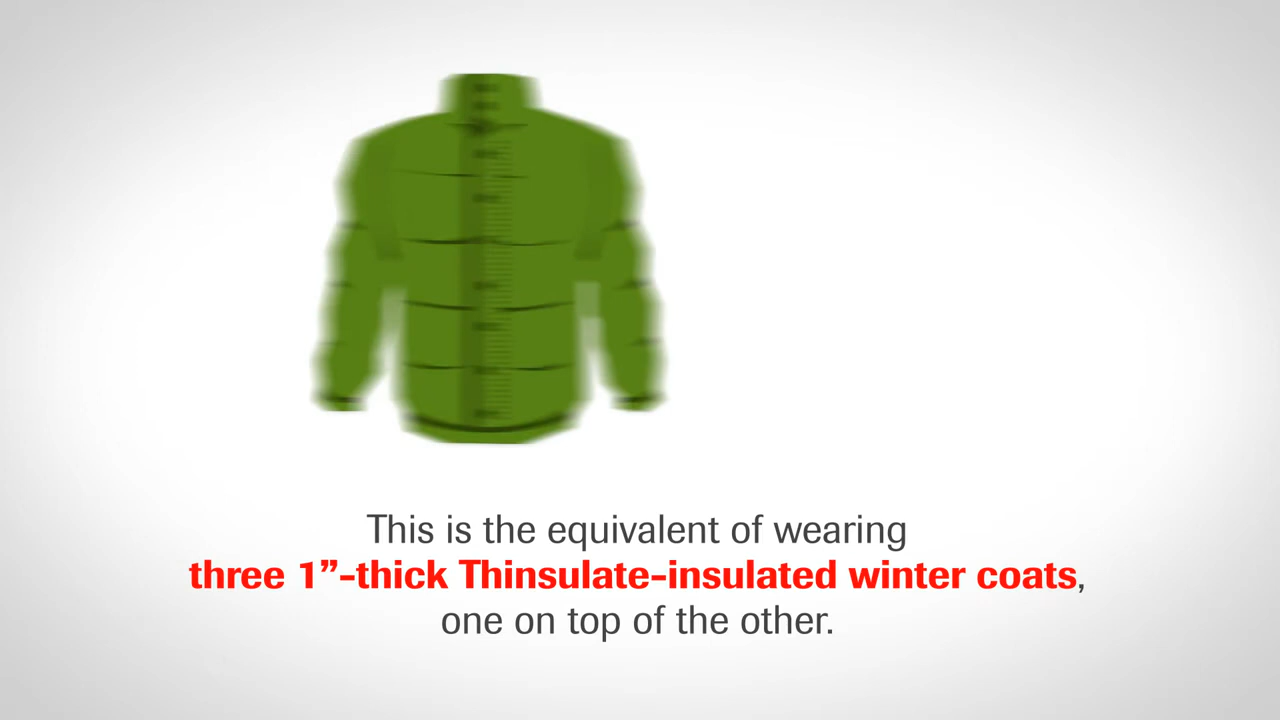 This is the equivalent of wearing
three 1”-thick Thinsulate-insulated winter coats,
one on top of the other.